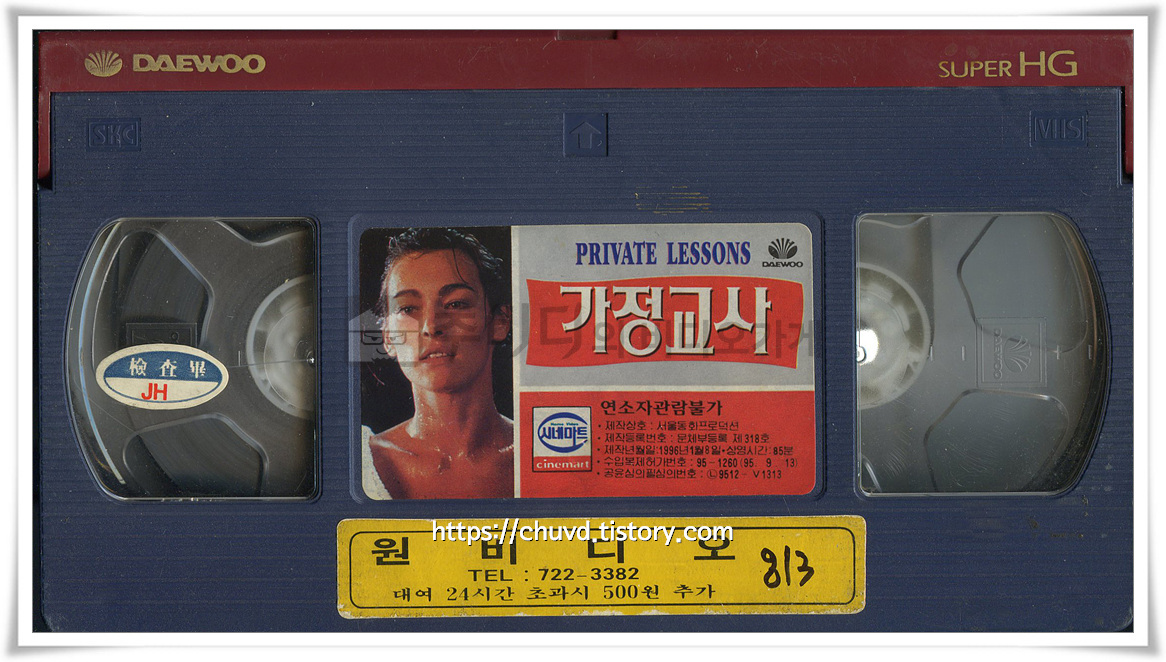 DAEWOO
SUPER HG
SKC
VHS
PRIVATE LESSONS
DAEWOO
가정교사
연소자관람불가
시네마트
cinemart
· 제작상호 : 서울동화프로덕션
· 제작등록번호 : 문체부등록 제318호
· 제작년월일:1996년1월8일·상영시간:85분
· 수입복제허가번호 : 95-1260(95. 9. 13)
· 공윤심의필심의번호 : Ⓛ9512-V1313
檢査畢
JH
https://chuvd.tistory.com
원 비디오
TEL : 722-3382
813
대여 24시간 초과시 500원 추가